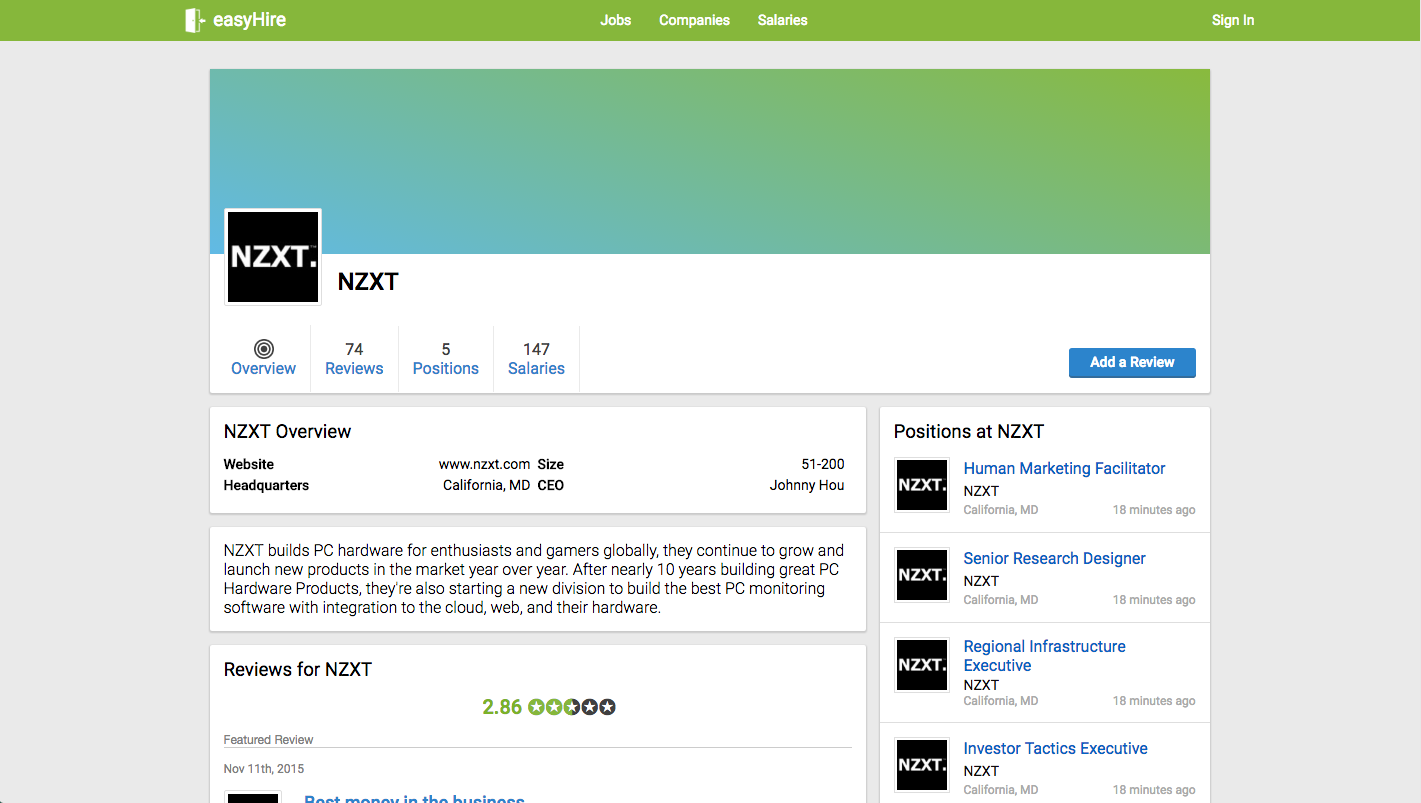 easyHire
Jobs Companies Salaries
Sign In
NZXT.
NZXT
Overview
74
Reviews
5
Positions
147
Salaries
Add a Review
NZXT Overview
Website www.nzxt.com Size 51-200
Headquarters California, MD CEO Johnny Hou
NZXT builds PC hardware for enthusiasts and gamers globally, they continue to grow and
launch new products in the market year over year. After nearly 10 years building great PC
Hardware Products, they're also starting a new division to build the best PC monitoring
software with integration to the cloud, web, and their hardware.
Reviews for NZXT
2.86
Featured Review
Nov 11th, 2015
Best money in the business
Positions at NZXT
NZXT.
Human Marketing Facilitator
NZXT
California, MD 18 minutes ago
NZXT.
Senior Research Designer
NZXT
California, MD 18 minutes ago
NZXT.
Regional Infrastructure
Executive
NZXT
California, MD 18 minutes ago
NZXT.
Investor Tactics Executive
NZXT
California, MD 18 minutes ago